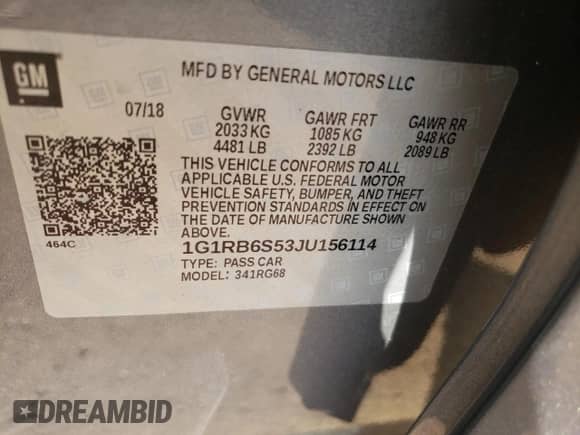 GM
MFD BY GENERAL MOTORS LLC
07/18 GVWR GAWR FRT GAWR RR
2033 KG 1085 KG 948 KG
4481 LB 2392 LB 2089 LB
THIS VEHICLE CONFORMS TO ALL
APPLICABLE U.S. FEDERAL MOTOR
VEHICLE SAFETY, BUMPER, AND THEFT
PREVENTION STANDARDS IN EFFECT ON
THE DATE OF MANUFACTURE SHOWN
ABOVE.
464C
1G1RB6S53JU156114
TYPE: PASS CAR
MODEL: 341RG68
DREAMBID